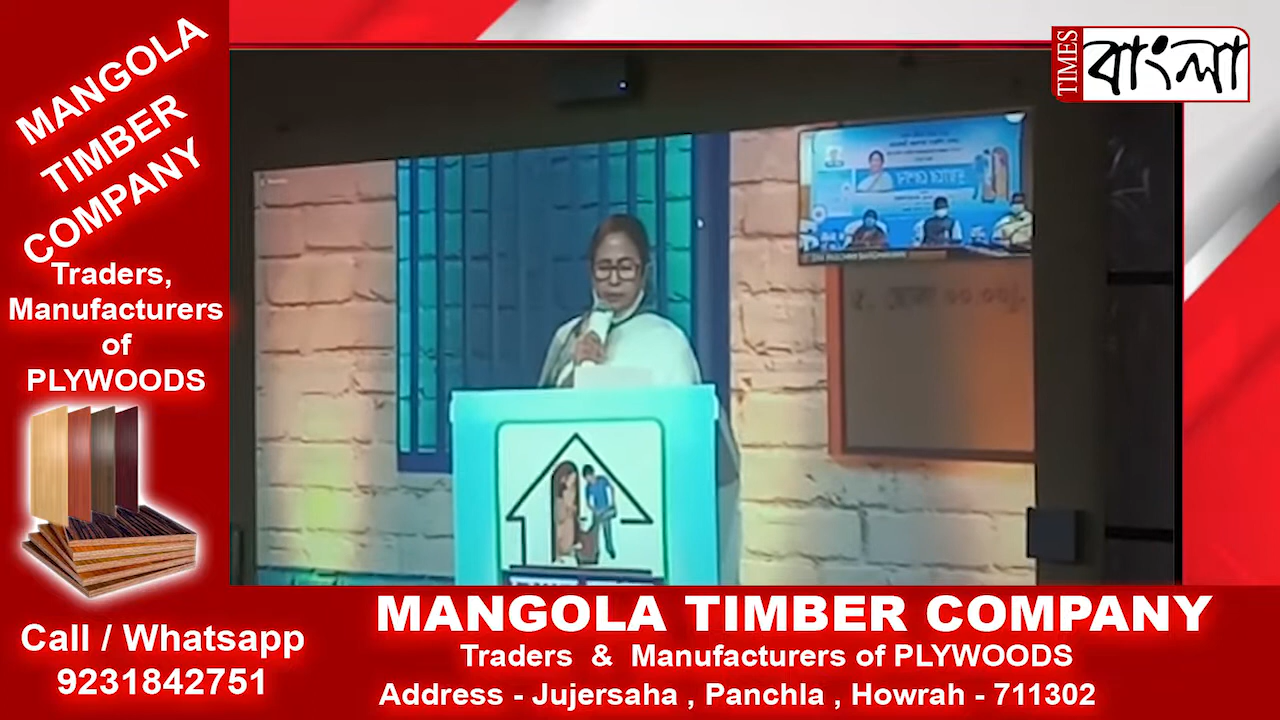 MANGOLA
TIMBER
COMPANY
Traders,
Manufacturers
of
PLYWOODS
Call / Whatsapp
9231842751
TIMES
বাংলা
MANGOLA TIMBER COMPANY
Traders & Manufacturers of PLYWOODS
Address - Jujersaha , Panchla , Howrah - 711302